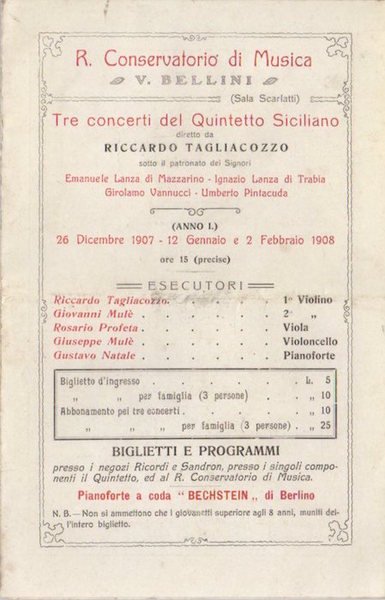 R. Conservatorio di Musica
V. BELLINI
(Sala Scarlatti)
Tre concerti del Quintetto Siciliano
diretto da
RICCARDO TAGLIACOZZO
sotto il patronato dei Signori
Emanuele Lanza di Mazzarino - Ignazio Lanza di Trabia
Girolamo Vannucci - Umberto Pintacuda
(ANNO I.)
26 Dicembre 1907 - 12 Gennaio e 2 Febbraio 1908
ore 15 (precise)
ESECUTORI
Riccardo Tagliacozzo. . . . . . 1º Violino
Giovanni Mulè . . . . . . . 2º „
Rosario Profeta . . . . . . . Viola
Giuseppe Mulè . . . . . . . Violoncello
Gustavo Natale . . . . . . . Pianoforte
Biglietto d'ingresso . . . . . . L. 5
„ „ per famiglia (3 persone) . . „ 10
Abbonamento pei tre concerti . . . . . „ 10
„ „ „ per famiglia (3 persone) . „ 25
BIGLIETTI E PROGRAMMI
presso i negozi Ricordi e Sandron, presso i singoli compo-
nenti il Quintetto, ed al R. Conservatorio di Musica.
Pianoforte a coda " BECHSTEIN „ di Berlino
N. B. — Non si ammettono che i giovanetti superiore agli 8 anni, muniti del-
l'intero biglietto.